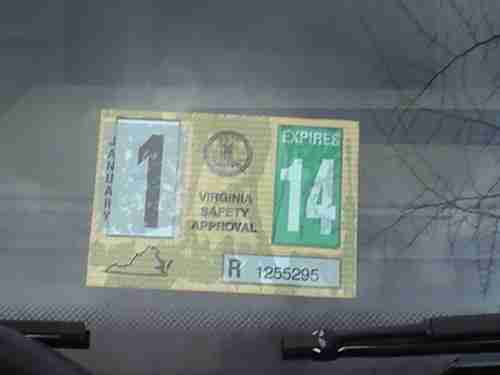 JANUARY
1
VIRGINIA
SAFETY
APPROVAL
EXPIRES
14
R 1255295